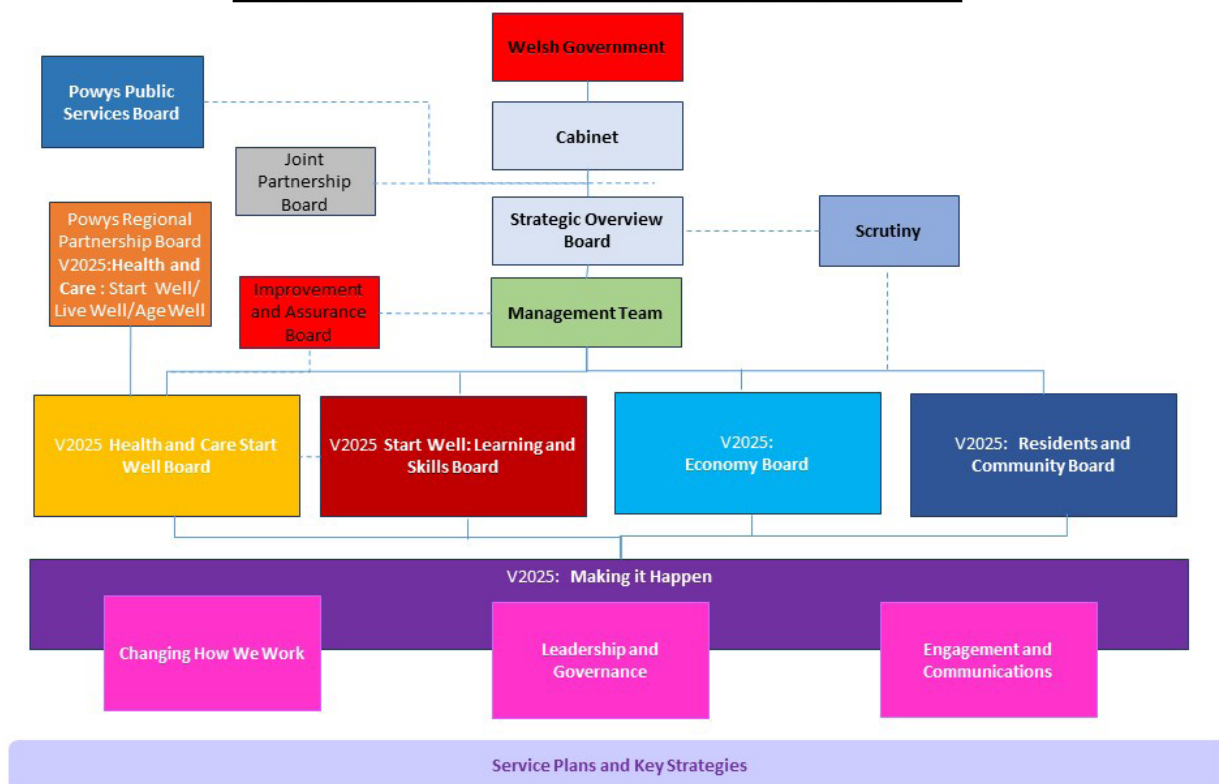 Welsh Government
Powys Public
Services Board
Cabinet
Joint
Partnership
Board
Powys Regional
Partnership Board
V2025:Health and
Care : Start Well/
Live Well/Age Well
Strategic Overview
Board
Scrutiny
Improvement
and Assurance
Board
Management Team
V2025 Health and Care Start
Well Board
V2025 Start Well: Learning and
Skills Board
V2025:
Economy Board
V2025: Residents and
Community Board
V2025: Making it Happen
Changing How We Work
Leadership and
Governance
Engagement and
Communications
Service Plans and Key Strategies